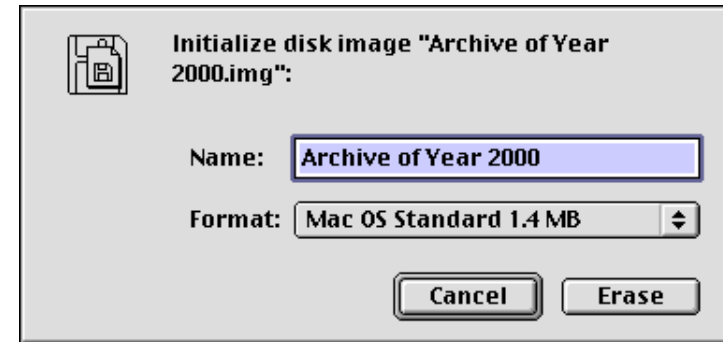 Initialize disk image "Archive of Year
2000.img":
Name: Archive of Year 2000
Format: Mac OS Standard 1.4 MB
Cancel Erase